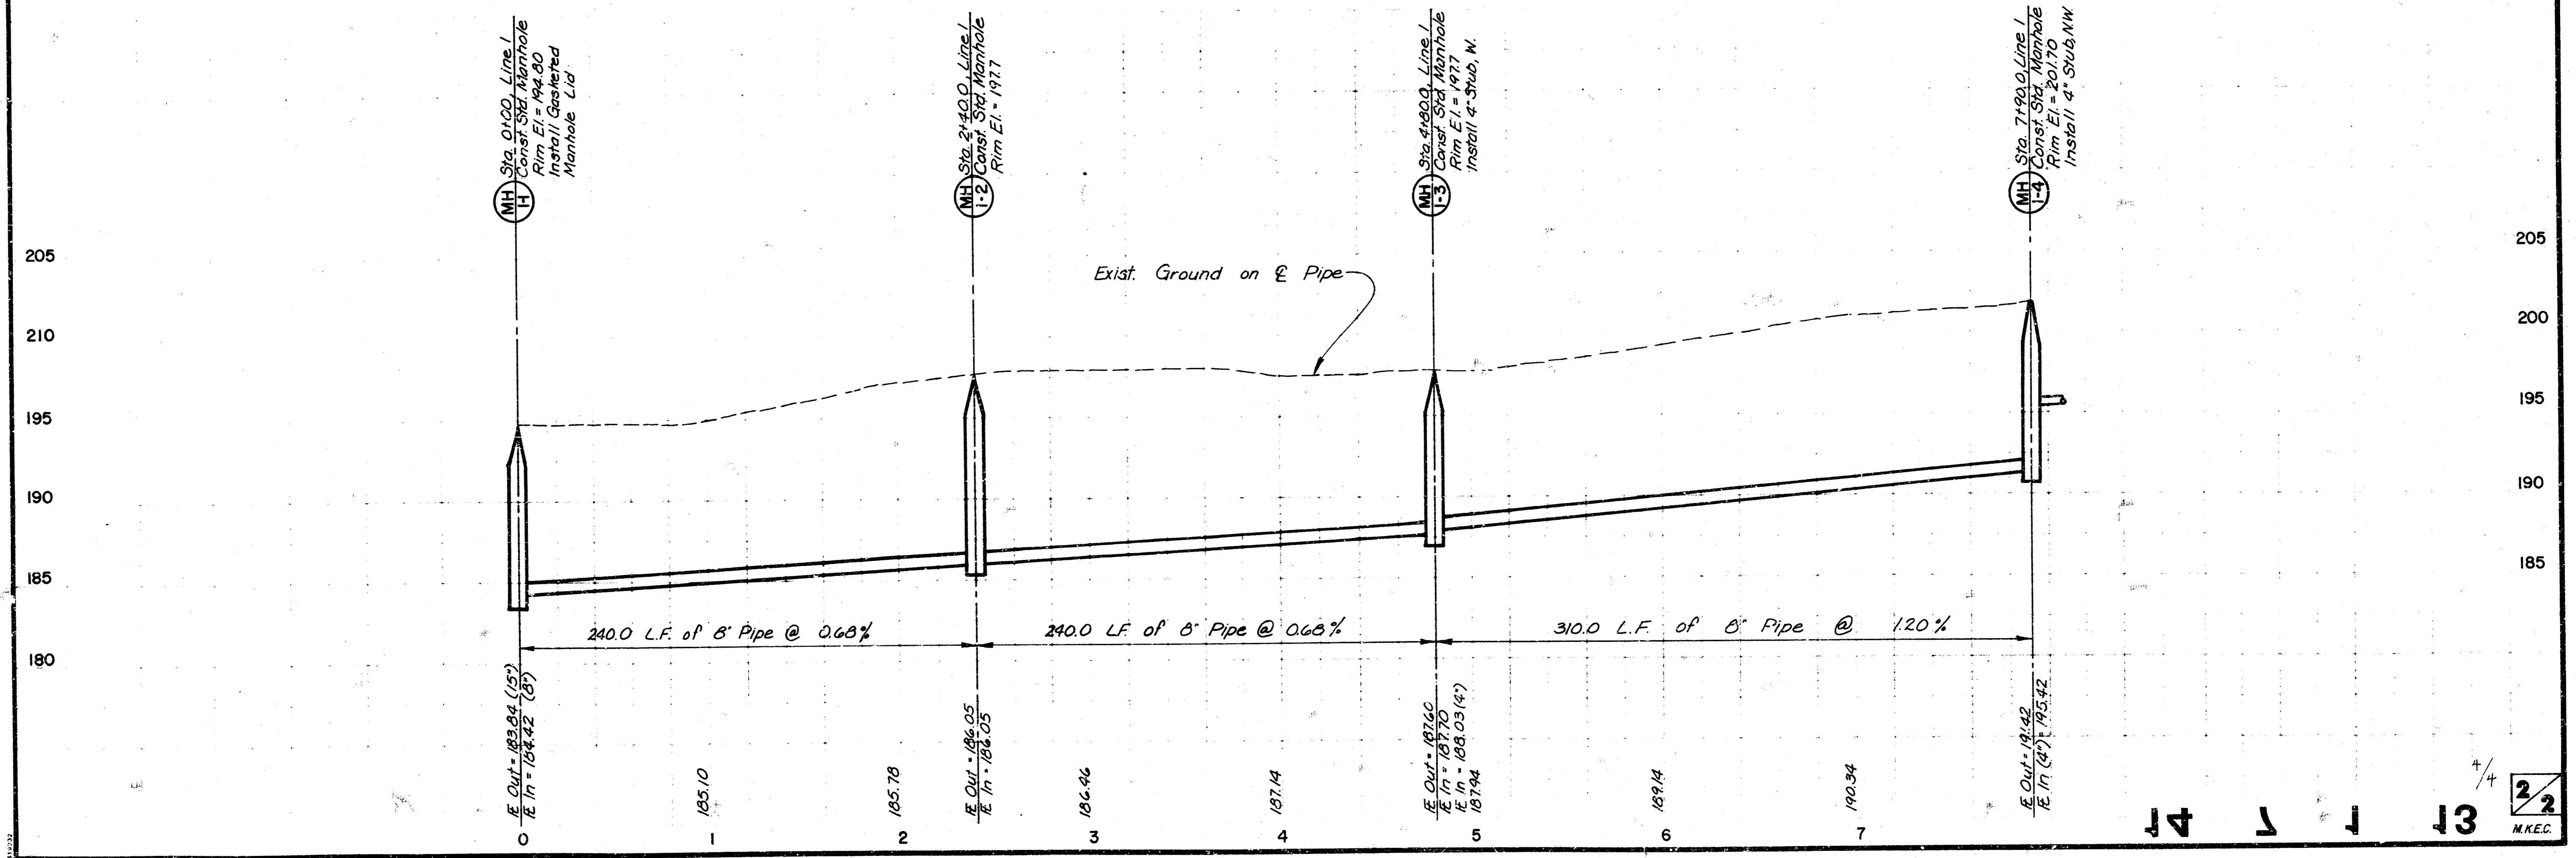 Sta. 0+00, Line 1
Const. Std. Manhole
Rim El. = 194.80
Install Gasketed
Manhole Lid
MH
1-1
Sta. 2+40.0, Line 1
Const. Std. Manhole
Rim El. = 197.7
MH
1-2
Sta. 4+80.0, Line 1
Const. Std. Manhole
Rim El. = 197.7
Install 4" Stub, W.
MH
1-3
Sta. 7+90.0, Line 1
Const. Std. Manhole
Rim El. = 201.70
Install 4" Stub, N.W.
MH
1-4
205
210
195
190
185
180
205
200
195
190
185
Exist. Ground on ℄ Pipe
240.0 L.F. of 8" Pipe @ 0.68%
240.0 L.F. of 8" Pipe @ 0.68%
310.0 L.F. of 8" Pipe @ 1.20%
IE Out = 183.84 (15")
IE In = 184.42 (8")
185.10
185.78
IE Out = 186.05
IE In = 186.05
186.46
187.14
IE Out = 187.60
IE In = 187.70
IE In = 188.03 (4")
187.94
189.14
190.34
IE Out = 191.42
IE In (4") = 195.42
0 1 2 3 4 5 6 7
4/4
2/2
M.K.E.C.
14 7 1 13